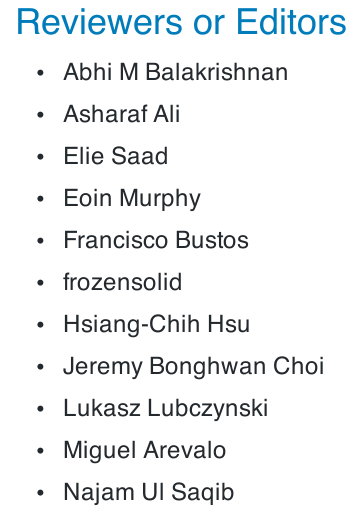 Reviewers or Editors
• Abhi M Balakrishnan
• Asharaf Ali
• Elie Saad
• Eoin Murphy
• Francisco Bustos
• frozensolid
• Hsiang-Chih Hsu
• Jeremy Bonghwan Choi
• Lukasz Lubczynski
• Miguel Arevalo
• Najam Ul Saqib